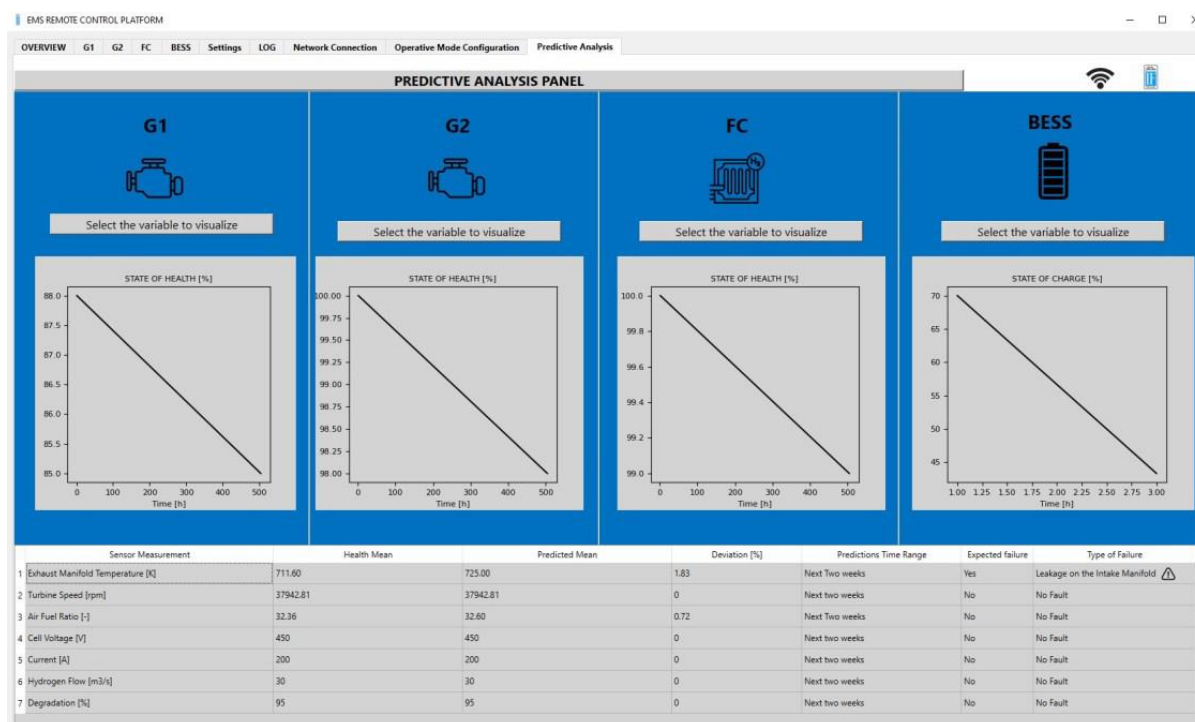 EMS REMOTE CONTROL PLATFORM
OVERVIEW G1 G2 FC BESS Settings LOG Network Connection Operative Mode Configuration Predictive Analysis
PREDICTIVE ANALYSIS PANEL
G1
Select the variable to visualize
STATE OF HEALTH [%]
88.0
87.5
87.0
86.5
86.0
85.5
85.0
0 100 200 300 400 500
Time [h]
G2
Select the variable to visualize
STATE OF HEALTH [%]
100.00
99.75
99.50
99.25
99.00
98.75
98.50
98.25
98.00
0 100 200 300 400 500
Time [h]
FC
H2
Select the variable to visualize
STATE OF HEALTH [%]
100.0
99.8
99.6
99.4
99.2
99.0
0 100 200 300 400 500
Time [h]
BESS
Select the variable to visualize
STATE OF CHARGE [%]
70
65
60
55
50
45
1.00 1.25 1.50 1.75 2.00 2.25 2.50 2.75 3.00
Time [h]
Sensor Measurement Health Mean Predicted Mean Deviation [%] Predictions Time Range Expected failure Type of Failure
1 Exhaust Manifold Temperature [K] 711.60 725.00 1.83 Next Two weeks Yes Leakage on the Intake Manifold
2 Turbine Speed [rpm] 37942.81 37942.81 0 Next two weeks No No Fault
3 Air Fuel Ratio [-] 32.36 32.60 0.72 Next Two weeks No No Fault
4 Cell Voltage [V] 450 450 0 Next two weeks No No Fault
5 Current [A] 200 200 0 Next two weeks No No Fault
6 Hydrogen Flow [m3/s] 30 30 0 Next two weeks No No Fault
7 Degradation [%] 95 95 0 Next two weeks No No Fault